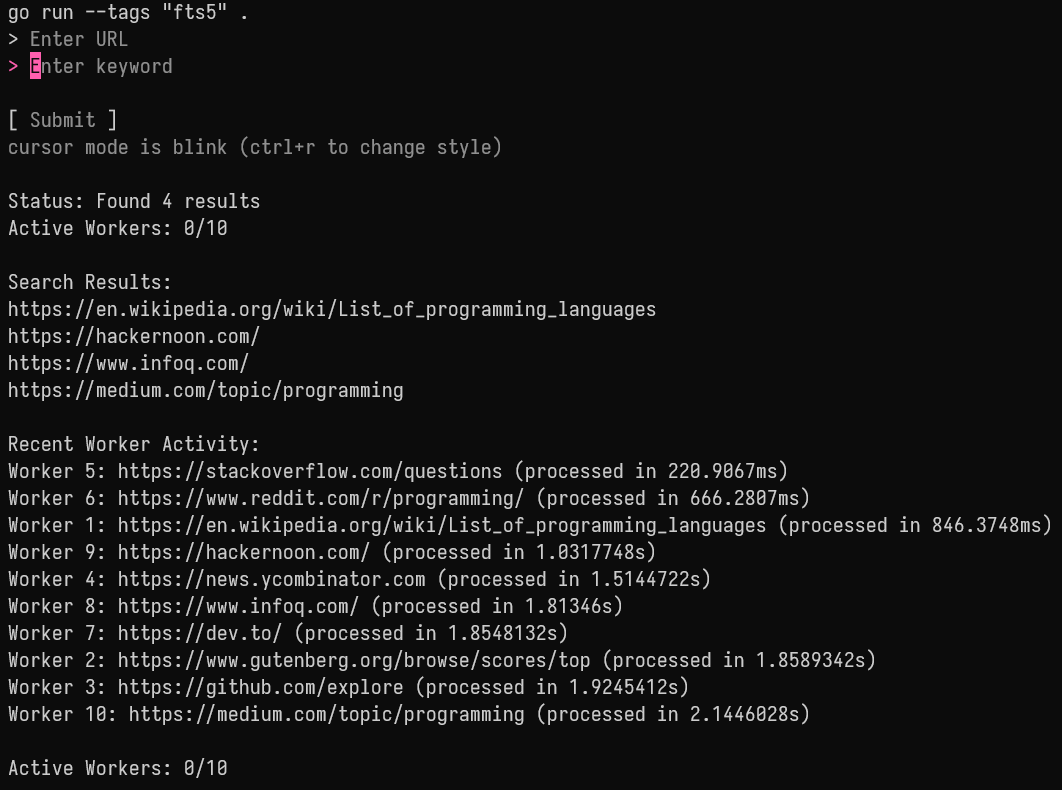 go run --tags "fts5" .
> Enter URL
> Enter keyword
[ Submit ]
cursor mode is blink (ctrl+r to change style)
Status: Found 4 results
Active Workers: 0/10
Search Results:
https://en.wikipedia.org/wiki/List_of_programming_languages
https://hackernoon.com/
https://www.infoq.com/
https://medium.com/topic/programming
Recent Worker Activity:
Worker 5: https://stackoverflow.com/questions (processed in 220.9067ms)
Worker 6: https://www.reddit.com/r/programming/ (processed in 666.2807ms)
Worker 1: https://en.wikipedia.org/wiki/List_of_programming_languages (processed in 846.3748ms)
Worker 9: https://hackernoon.com/ (processed in 1.0317748s)
Worker 4: https://news.ycombinator.com (processed in 1.5144722s)
Worker 8: https://www.infoq.com/ (processed in 1.81346s)
Worker 7: https://dev.to/ (processed in 1.8548132s)
Worker 2: https://www.gutenberg.org/browse/scores/top (processed in 1.8589342s)
Worker 3: https://github.com/explore (processed in 1.9245412s)
Worker 10: https://medium.com/topic/programming (processed in 2.1446028s)
Active Workers: 0/10